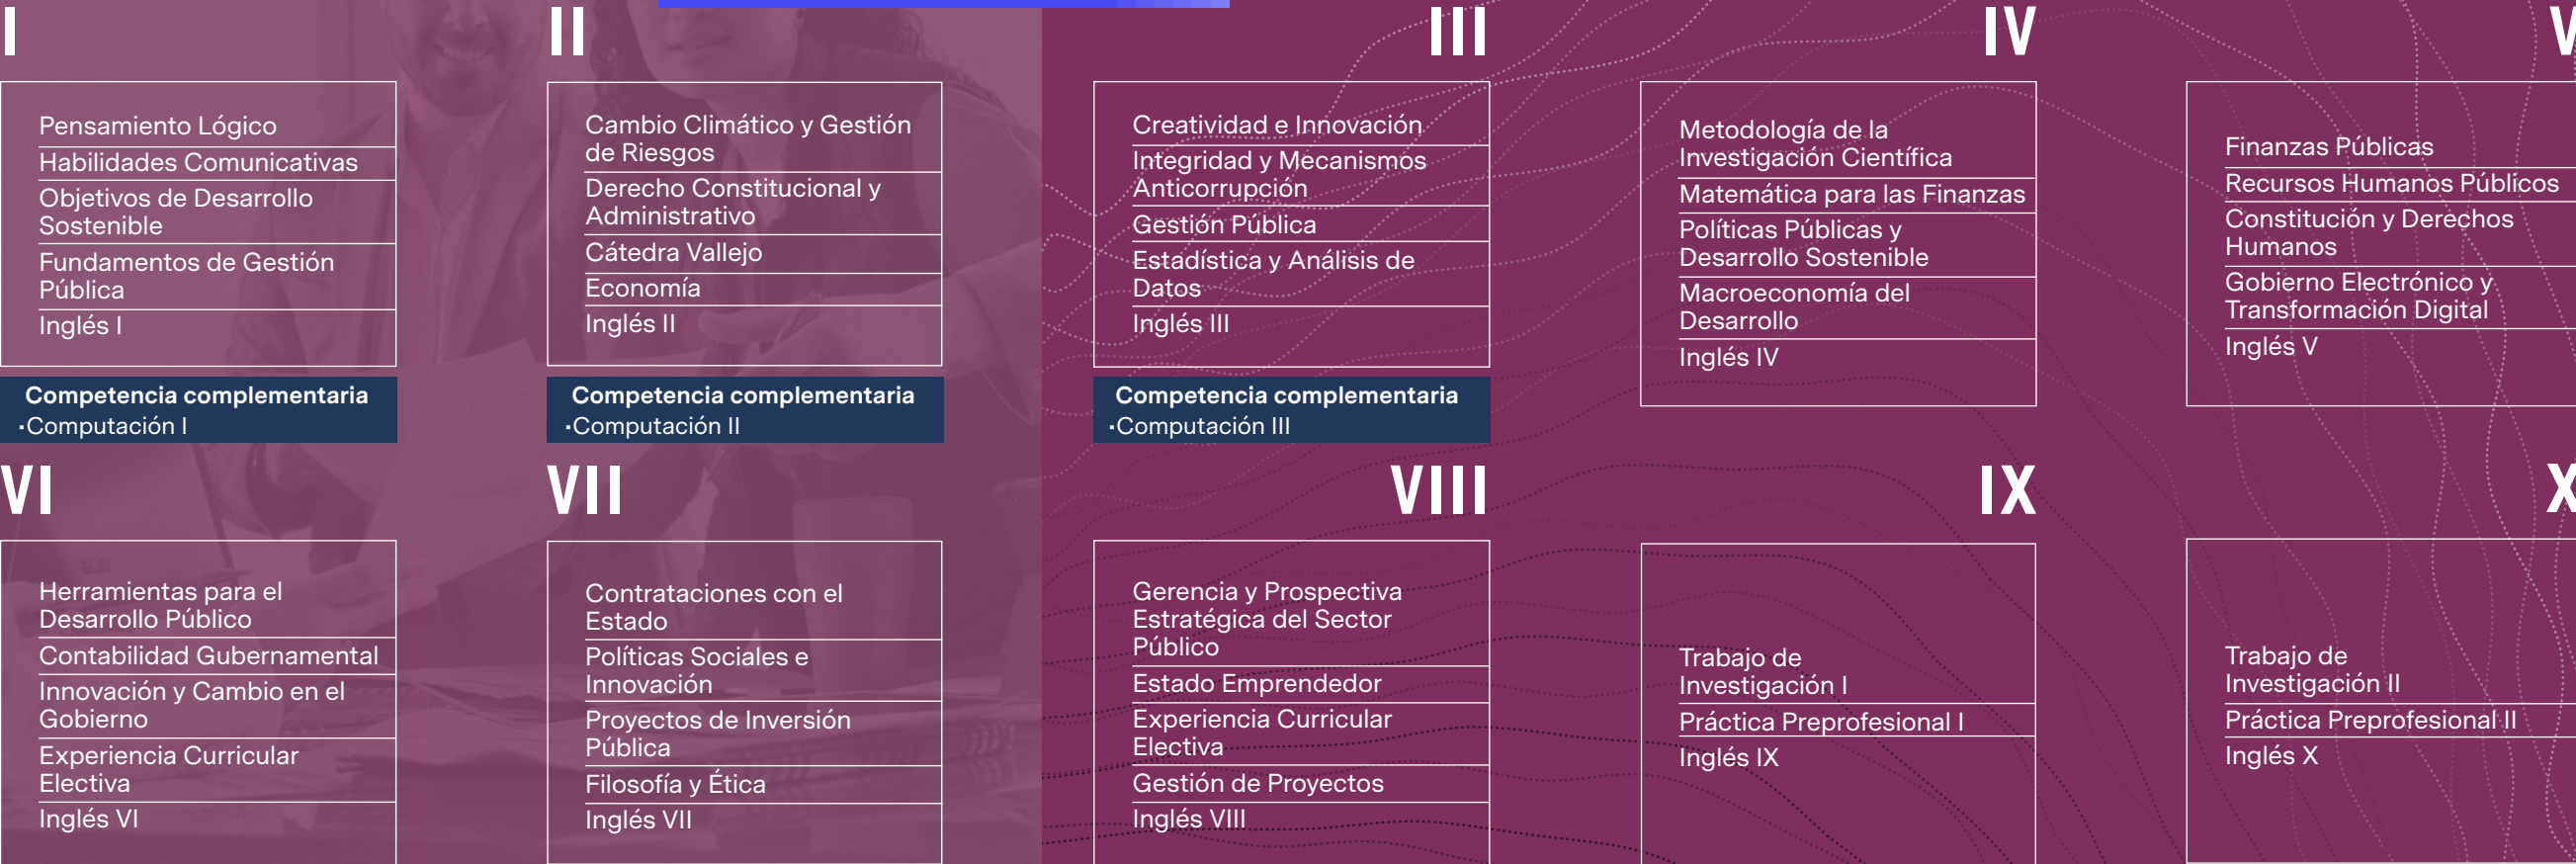 I
Pensamiento Lógico
Habilidades Comunicativas
Objetivos de Desarrollo
Sostenible
Fundamentos de Gestión
Pública
Inglés I
Competencia complementaria
·Computación I
II
Cambio Climático y Gestión
de Riesgos
Derecho Constitucional y
Administrativo
Cátedra Vallejo
Economía
Inglés II
Competencia complementaria
·Computación II
III
Creatividad e Innovación
Integridad y Mecanismos
Anticorrupción
Gestión Pública
Estadística y Análisis de
Datos
Inglés III
Competencia complementaria
·Computación III
IV
Metodología de la
Investigación Científica
Matemática para las Finanzas
Políticas Públicas y
Desarrollo Sostenible
Macroeconomía del
Desarrollo
Inglés IV
V
Finanzas Públicas
Recursos Humanos Públicos
Constitución y Derechos
Humanos
Gobierno Electrónico y
Transformación Digital
Inglés V
VI
Herramientas para el
Desarrollo Público
Contabilidad Gubernamental
Innovación y Cambio en el
Gobierno
Experiencia Curricular
Electiva
Inglés VI
VII
Contrataciones con el
Estado
Políticas Sociales e
Innovación
Proyectos de Inversión
Pública
Filosofía y Ética
Inglés VII
VIII
Gerencia y Prospectiva
Estratégica del Sector
Público
Estado Emprendedor
Experiencia Curricular
Electiva
Gestión de Proyectos
Inglés VIII
IX
Trabajo de
Investigación I
Práctica Preprofesional I
Inglés IX
X
Trabajo de
Investigación II
Práctica Preprofesional II
Inglés X